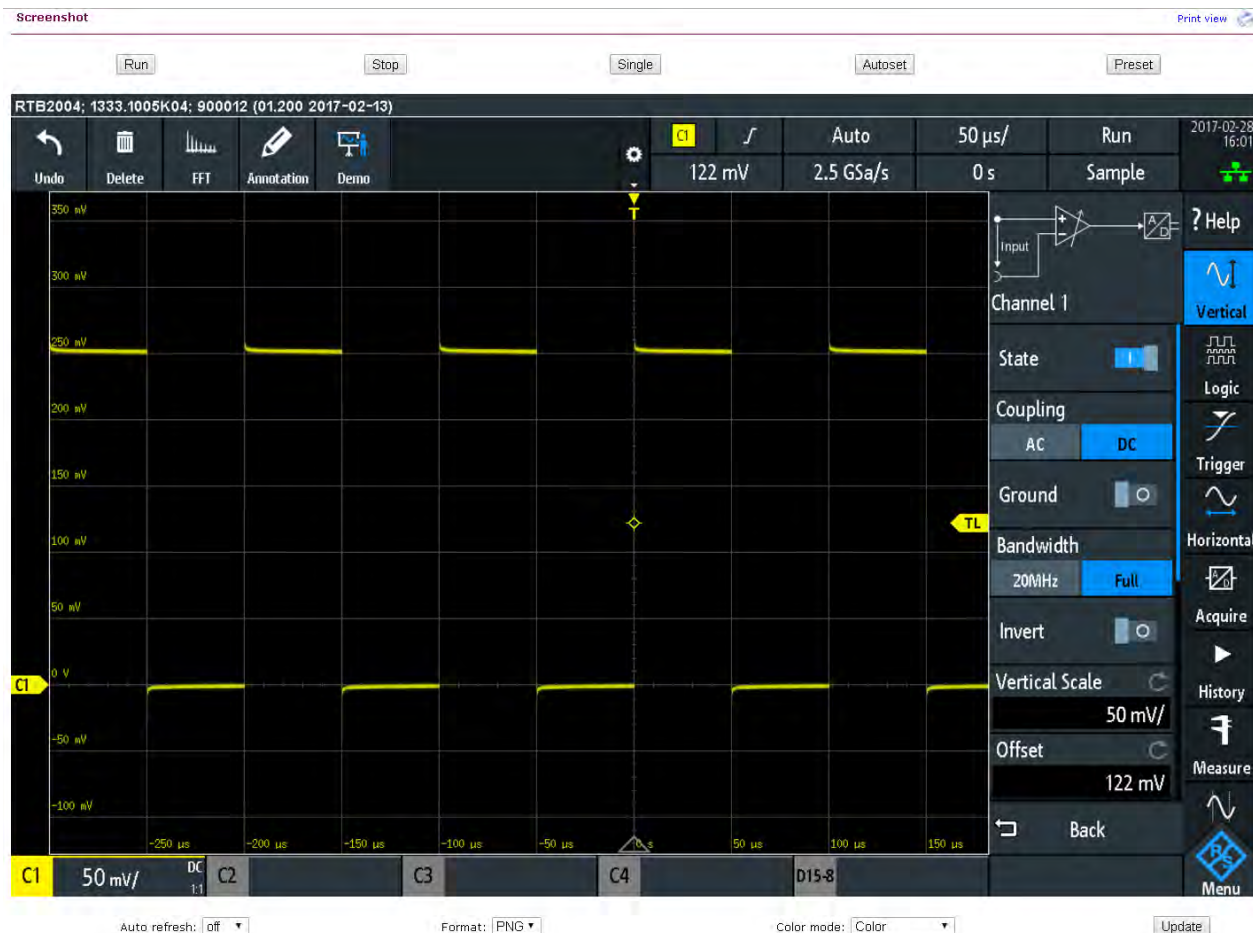 Screenshot
Print view
Run Stop Single Autoset Preset
RTB2004; 1333.1005K04; 900012 (01.200 2017-02-13)
Undo Delete FFT Annotation Demo
C1 Auto 50 µs/ Run
122 mV 2.5 GSa/s 0 s Sample
2017-02-28
16:01
T
350 mV
300 mV
250 mV
200 mV
150 mV
100 mV
50 mV
0 V
-50 mV
-100 mV
TL
C1
-250 µs -200 µs -150 µs -100 µs -50 µs 0 s 50 µs 100 µs 150 µs
Input
A/D
Channel 1
State
Coupling
AC DC
Ground
Bandwidth
20MHz Full
Invert
Vertical Scale
50 mV/
Offset
122 mV
Back
? Help
Vertical
Logic
Trigger
Horizontal
A/D
Acquire
History
Measure
R&S
Menu
C1 50 mV/ DC 1:1 C2 C3 C4 D15-8
Auto refresh: off Format: PNG Color mode: Color Update